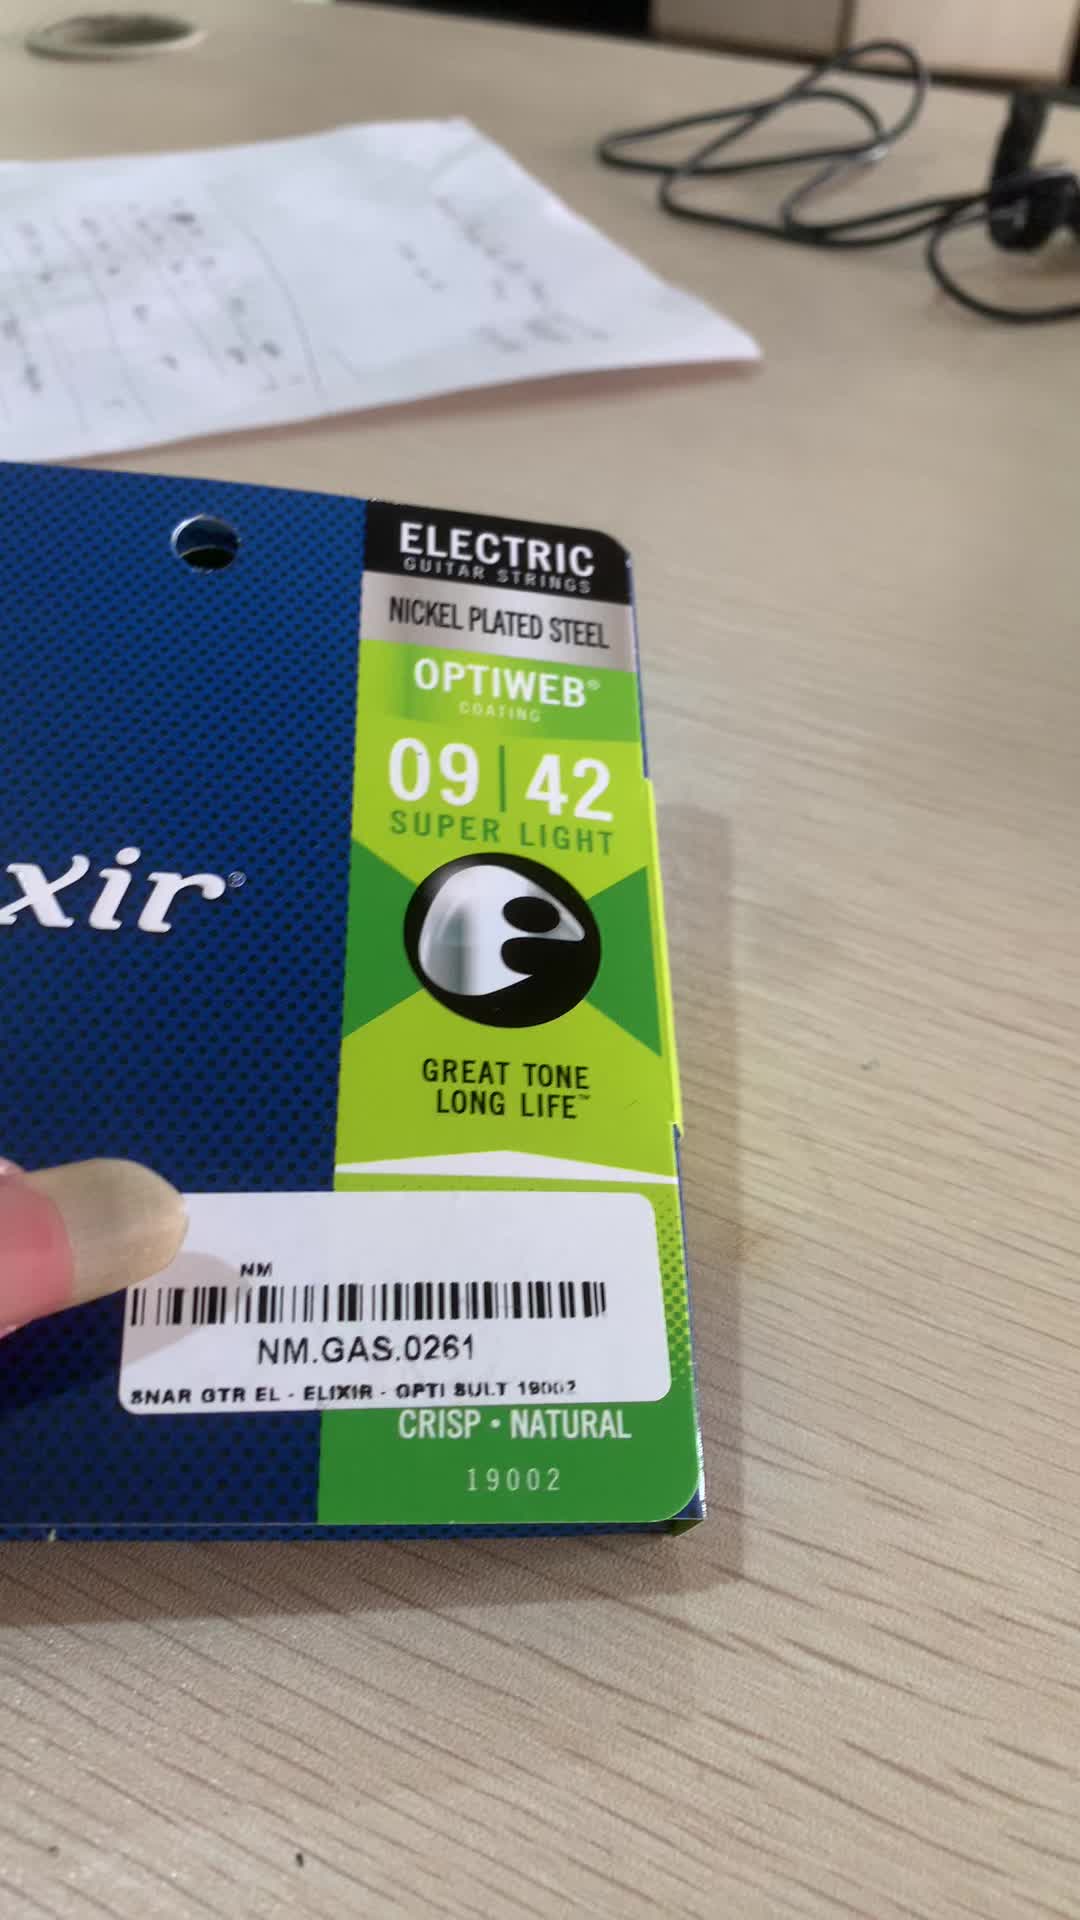 ELECTRIC
GUITAR STRINGS
NICKEL PLATED STEEL
OPTIWEB®
COATING
09 | 42
SUPER LIGHT
xir®
GREAT TONE
LONG LIFE™
NM
NM.GAS.0261
SNAR GTR EL - ELIXIR - OPTI SULT 19002
CRISP • NATURAL
19002